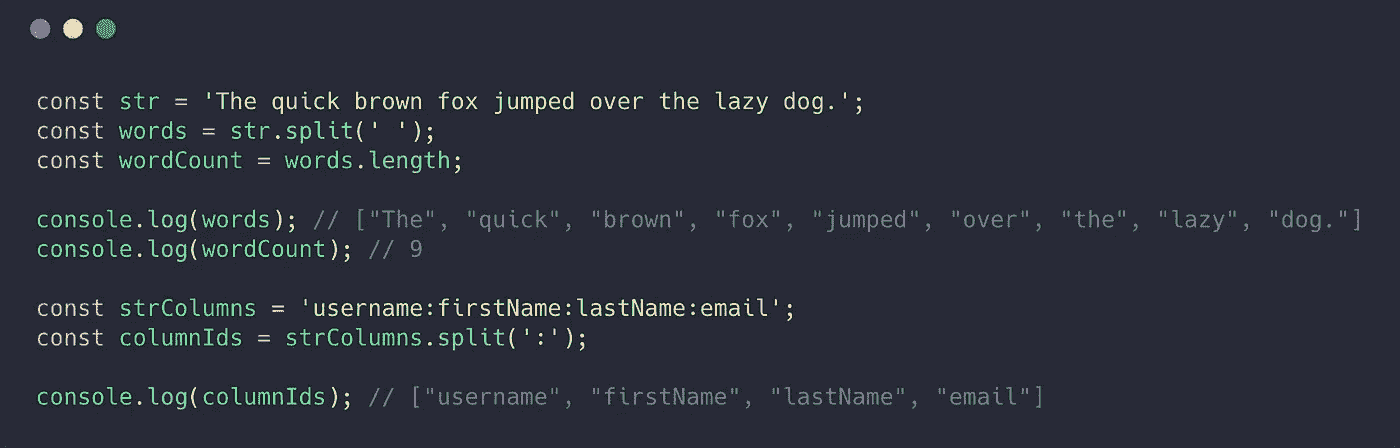 const str = 'The quick brown fox jumped over the lazy dog.';
const words = str.split(' ');
const wordCount = words.length;
console.log(words); // ["The", "quick", "brown", "fox", "jumped", "over", "the", "lazy", "dog."]
console.log(wordCount); // 9
const strColumns = 'username:firstName:lastName:email';
const columnIds = strColumns.split(':');
console.log(columnIds); // ["username", "firstName", "lastName", "email"]